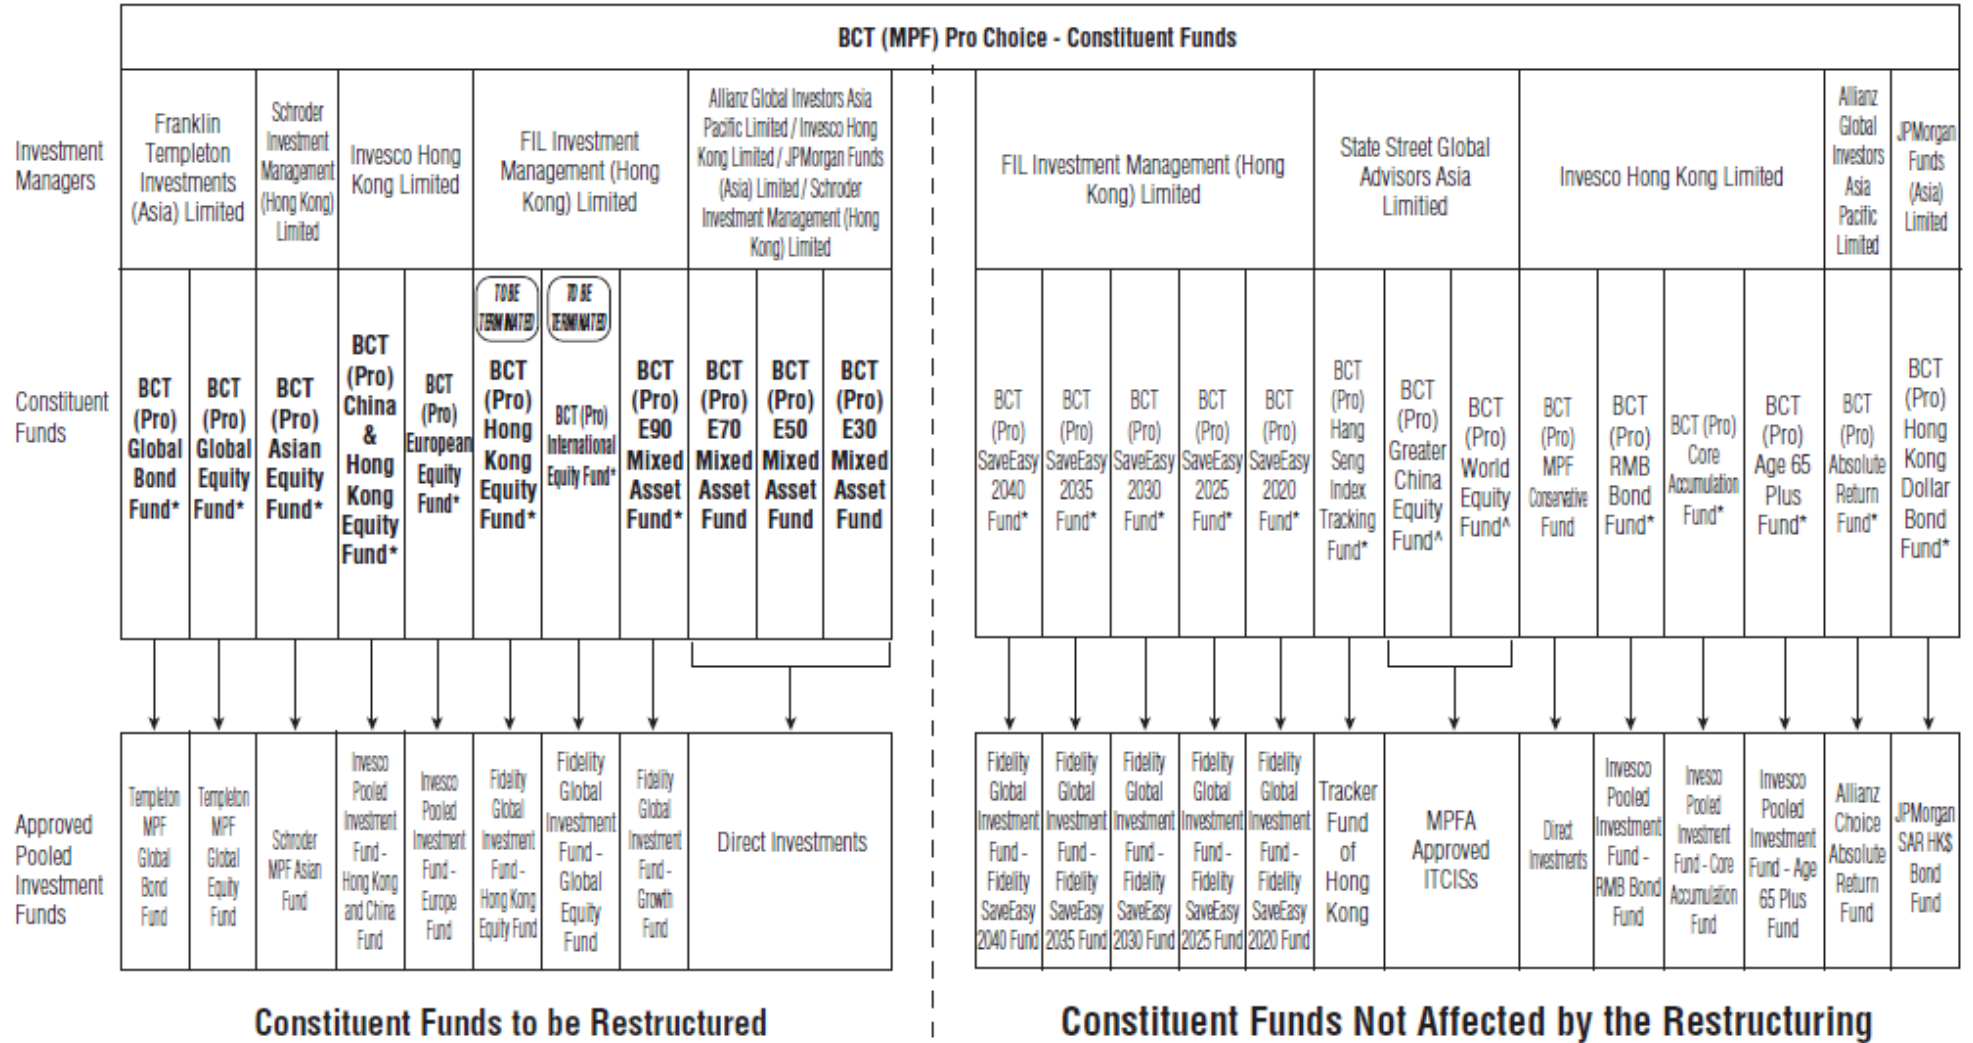 BCT (MPF) Pro Choice - Constituent Funds
Investment
Managers
Franklin
Templeton
Investments
(Asia) Limited
Schroder
Investment
Management
(Hong Kong)
Limited
Invesco Hong
Kong Limited
FIL Investment
Management (Hong
Kong) Limited
Allianz Global Investors Asia
Pacific Limited / Invesco Hong
Kong Limited / JPMorgan Funds
(Asia) Limited / Schroder
Investment Management (Hong
Kong) Limited
FIL Investment Management (Hong
Kong) Limited
State Street Global
Advisors Asia
Limitied
Invesco Hong Kong Limited
Allianz
Global
Investors
Asia
Pacific
Limited
JPMorgan
Funds
(Asia)
Limited
Constituent
Funds
BCT
(Pro)
Global
Bond
Fund*
BCT
(Pro)
Global
Equity
Fund*
BCT
(Pro)
Asian
Equity
Fund*
BCT
(Pro)
China
&
Hong
Kong
Equity
Fund*
BCT
(Pro)
European
Equity
Fund*
TO BE
TERMINATED
BCT
(Pro)
Hong
Kong
Equity
Fund*
TO BE
TERMINATED
BCT (Pro)
International
Equity Fund*
BCT
(Pro)
E90
Mixed
Asset
Fund*
BCT
(Pro)
E70
Mixed
Asset
Fund
BCT
(Pro)
E50
Mixed
Asset
Fund
BCT
(Pro)
E30
Mixed
Asset
Fund
BCT
(Pro)
SaveEasy
2040
Fund*
BCT
(Pro)
SaveEasy
2035
Fund*
BCT
(Pro)
SaveEasy
2030
Fund*
BCT
(Pro)
SaveEasy
2025
Fund*
BCT
(Pro)
SaveEasy
2020
Fund*
BCT
(Pro)
Hang
Seng
Index
Tracking
Fund*
BCT
(Pro)
Greater
China
Equity
Fund^
BCT
(Pro)
World
Equity
Fund^
BCT
(Pro)
MPF
Conservative
Fund
BCT
(Pro)
RMB
Bond
Fund*
BCT (Pro)
Core
Accumulation
Fund*
BCT
(Pro)
Age 65
Plus
Fund*
BCT
(Pro)
Absolute
Return
Fund*
BCT
(Pro)
Hong
Kong
Dollar
Bond
Fund*
Approved
Pooled
Investment
Funds
Templeton
MPF
Global
Bond
Fund
Templeton
MPF
Global
Equity
Fund
Schroder
MPF Asian
Fund
Invesco
Pooled
Investment
Fund -
Hong Kong
and China
Fund
Invesco
Pooled
Investment
Fund -
Europe
Fund
Fidelity
Global
Investment
Fund -
Hong Kong
Equity Fund
Fidelity
Global
Investment
Fund -
Global
Equity
Fund
Fidelity
Global
Investment
Fund -
Growth
Fund
Direct Investments
Fidelity
Global
Investment
Fund -
Fidelity
SaveEasy
2040 Fund
Fidelity
Global
Investment
Fund -
Fidelity
SaveEasy
2035 Fund
Fidelity
Global
Investment
Fund -
Fidelity
SaveEasy
2030 Fund
Fidelity
Global
Investment
Fund -
Fidelity
SaveEasy
2025 Fund
Fidelity
Global
Investment
Fund -
Fidelity
SaveEasy
2020 Fund
Tracker
Fund
of
Hong
Kong
MPFA
Approved
ITCISs
Direct
Investments
Invesco
Pooled
Investment
Fund -
RMB Bond
Fund
Invesco
Pooled
Investment
Fund - Core
Accumulation
Fund
Invesco
Pooled
Investment
Fund - Age
65 Plus
Fund
Allianz
Choice
Absolute
Return
Fund
JPMorgan
SAR HK$
Bond
Fund
Constituent Funds to be Restructured
Constituent Funds Not Affected by the Restructuring